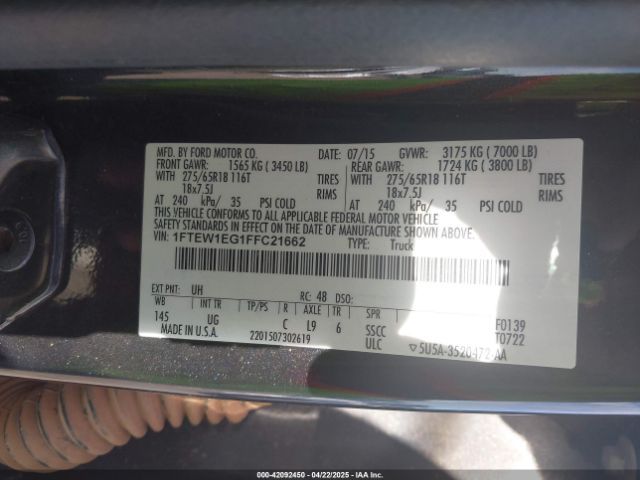 MFD. BY FORD MOTOR CO. DATE: 07/15 GVWR: 3175 KG ( 7000 LB)
FRONT GAWR: 1565 KG ( 3450 LB) REAR GAWR: 1724 KG ( 3800 LB)
WITH 275/65R18 116T TIRES WITH 275/65R18 116T TIRES
18x7.5J RIMS 18x7.5J RIMS
AT 240 kPa/ 35 PSI COLD AT 240 kPa/ 35 PSI COLD
THIS VEHICLE CONFORMS TO ALL APPLICABLE FEDERAL MOTOR VEHICLE
SAFETY STANDARDS IN EFFECT ON THE DATE OF MANUFACTURE SHOWN ABOVE.
VIN: 1FTEW1EG1FFC21662 TYPE: Truck
EXT PNT: UH RC: 48 DSO: F0139
WB INT TR TP/PS R AXLE TR SPR T0722
145 UG C L9 6 SSCC
MADE IN U.S.A. 2201507302619 ULC ▽5U5A-3520472-AA
000-42092450 - 04/22/2025 - IAAI.COM